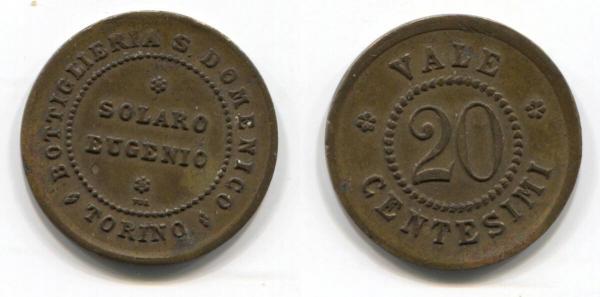 BOTTIGLIERIA S. DOMENICO
SOLARO
EUGENIO
TORINO
VALE
20
CENTESIMI